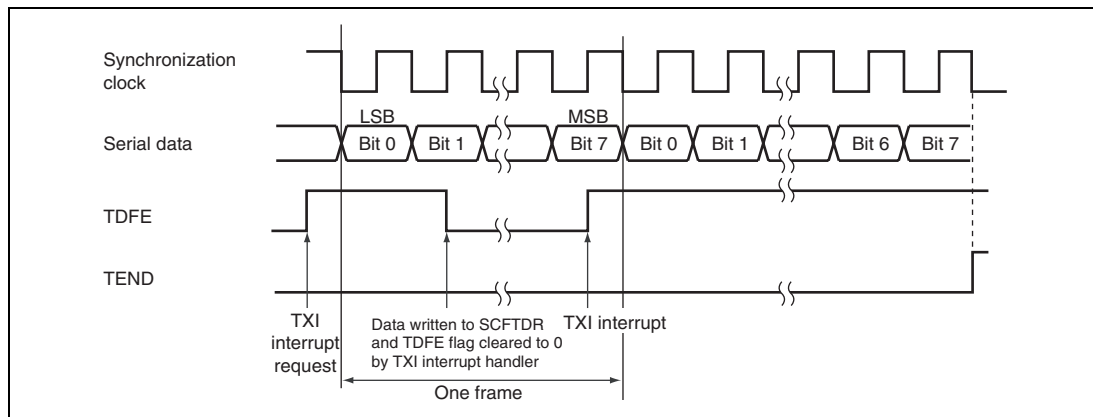 Synchronization
clock
LSB
MSB
Serial data
Bit 0
Bit 1
Bit 7
Bit 0
Bit 1
Bit 6
Bit 7
TDFE
TEND
TXI
interrupt
request
Data written to SCFTDR
and TDFE flag cleared to 0
by TXI interrupt handler
TXI interrupt
One frame